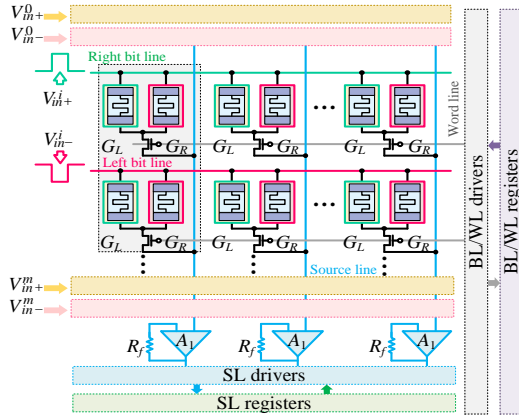 V_{in+}^{0}
V_{in-}^{0}
Right bit line
V_{in+}^{i}
V_{in-}^{i}
G_L G_R G_L G_R G_L G_R
Word line
Left bit line
G_L G_R G_L G_R G_L G_R
Source line
V_{in+}^{m}
V_{in-}^{m}
R_f A_1 R_f A_1 R_f A_1
SL drivers
SL registers
BL/WL drivers
BL/WL registers